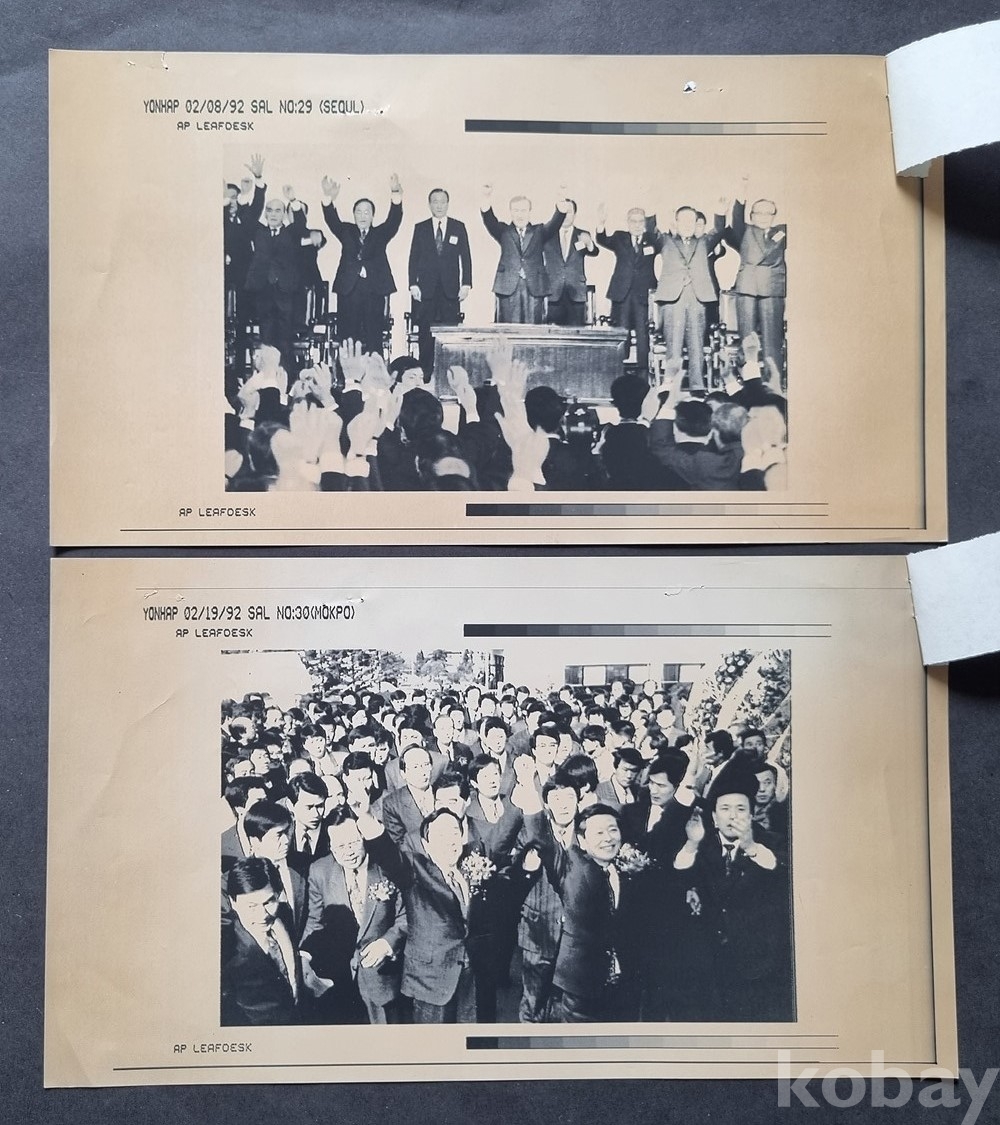 YONHAP 02/08/92 SAL NO:29 (SEOUL)
AP LEAFDESK
AP LEAFDESK
YONHAP 02/19/92 SAL NO:30(MOKPO)
AP LEAFDESK
AP LEAFDESK
kobay